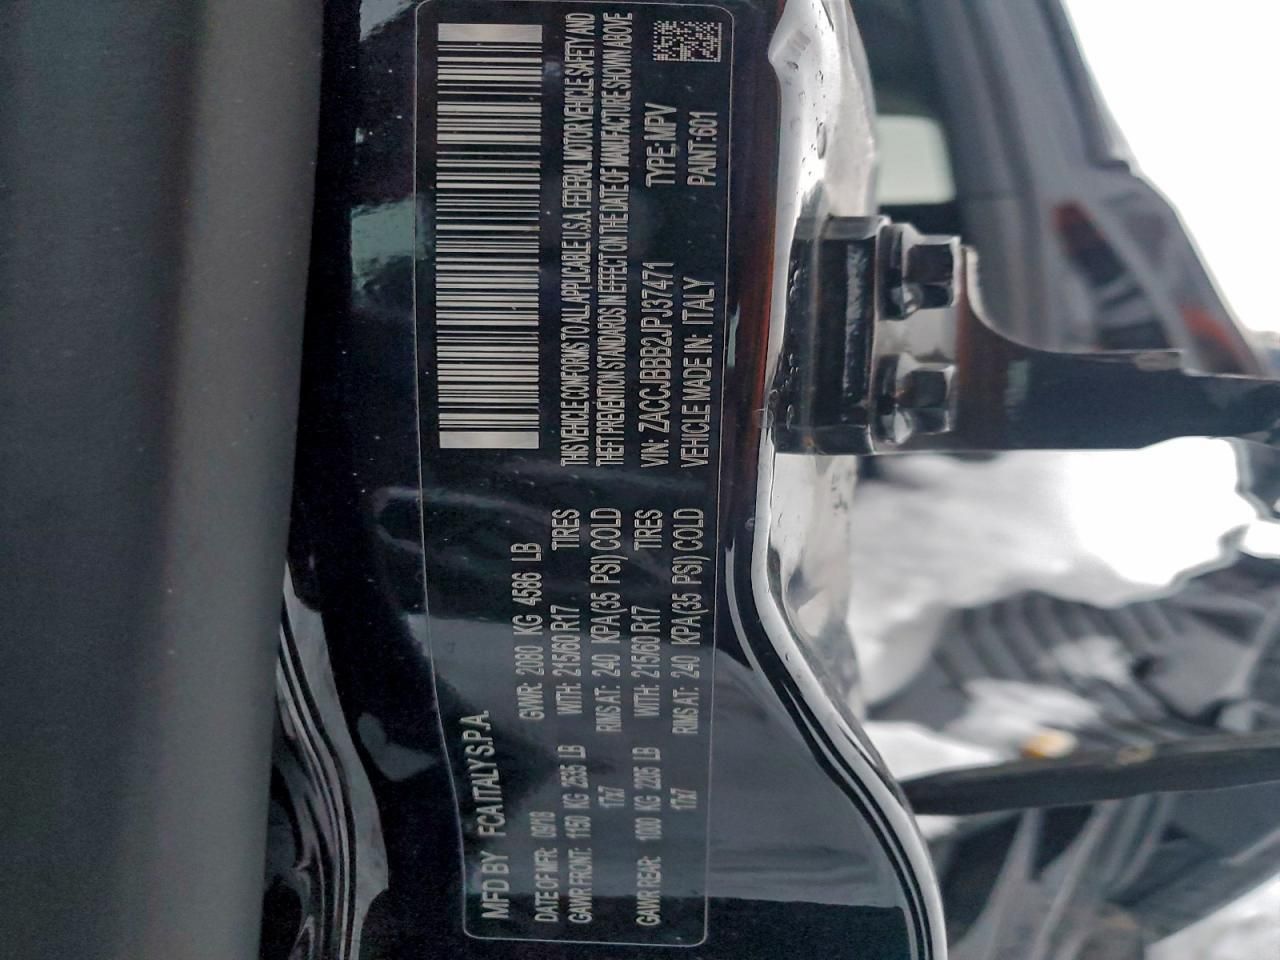 MFD BY FCA ITALY S.P.A.
DATE OF MFR: 09/18 GVWR: 2080 KG 4586 LB
GAWR FRONT: 1150 KG 2535 LB WITH: 215/60 R17 TIRES
17x7 RIMS AT: 240 KPA(35 PSI) COLD
GAWR REAR: 1000 KG 2205 LB WITH: 215/60 R17 TIRES
17x7 RIMS AT: 240 KPA(35 PSI) COLD
THIS VEHICLE CONFORMS TO ALL APPLICABLE U.S.A. FEDERAL MOTOR VEHICLE SAFETY AND
THEFT PREVENTION STANDARDS IN EFFECT ON THE DATE OF MANUFACTURE SHOWN ABOVE
VIN: ZACCJBBB2JPJ37471 TYPE:MPV
VEHICLE MADE IN: ITALY PAINT:601